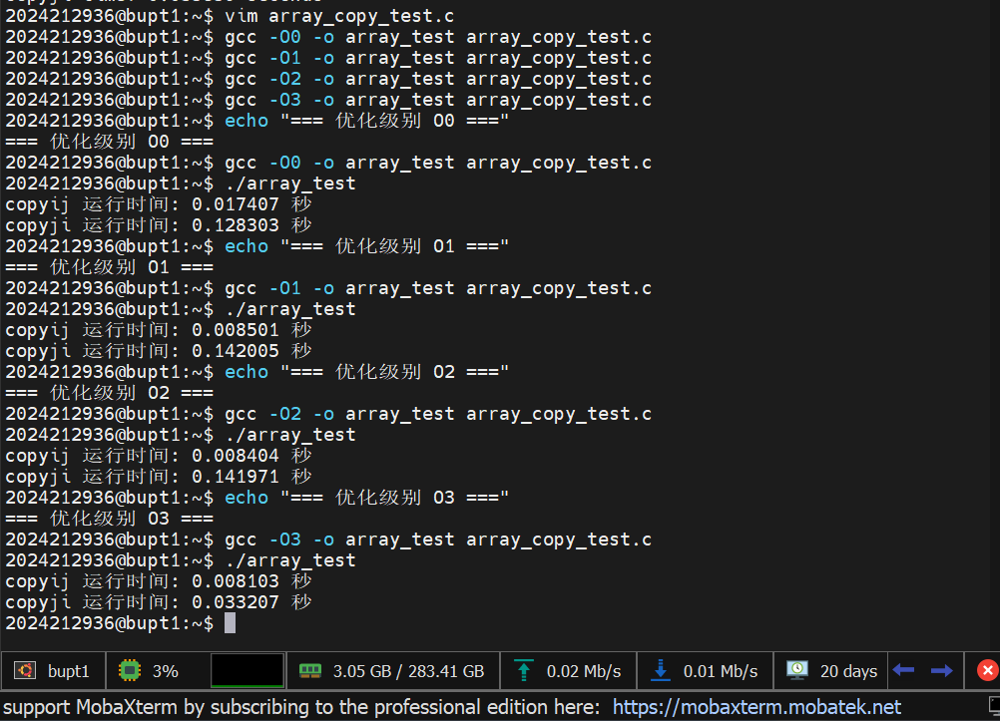 2024212936@bupt1:~$ vim array_copy_test.c
2024212936@bupt1:~$ gcc -O0 -o array_test array_copy_test.c
2024212936@bupt1:~$ gcc -O1 -o array_test array_copy_test.c
2024212936@bupt1:~$ gcc -O2 -o array_test array_copy_test.c
2024212936@bupt1:~$ gcc -O3 -o array_test array_copy_test.c
2024212936@bupt1:~$ echo "=== 优化级别 O0 ==="
=== 优化级别 O0 ===
2024212936@bupt1:~$ gcc -O0 -o array_test array_copy_test.c
2024212936@bupt1:~$ ./array_test
copyij 运行时间: 0.017407 秒
copyji 运行时间: 0.128303 秒
2024212936@bupt1:~$ echo "=== 优化级别 O1 ==="
=== 优化级别 O1 ===
2024212936@bupt1:~$ gcc -O1 -o array_test array_copy_test.c
2024212936@bupt1:~$ ./array_test
copyij 运行时间: 0.008501 秒
copyji 运行时间: 0.142005 秒
2024212936@bupt1:~$ echo "=== 优化级别 O2 ==="
=== 优化级别 O2 ===
2024212936@bupt1:~$ gcc -O2 -o array_test array_copy_test.c
2024212936@bupt1:~$ ./array_test
copyij 运行时间: 0.008404 秒
copyji 运行时间: 0.141971 秒
2024212936@bupt1:~$ echo "=== 优化级别 O3 ==="
=== 优化级别 O3 ===
2024212936@bupt1:~$ gcc -O3 -o array_test array_copy_test.c
2024212936@bupt1:~$ ./array_test
copyij 运行时间: 0.008103 秒
copyji 运行时间: 0.033207 秒
2024212936@bupt1:~$
bupt1 3% 3.05 GB / 283.41 GB 0.02 Mb/s 0.01 Mb/s 20 days
support MobaXterm by subscribing to the professional edition here: https://mobaxterm.mobatek.net